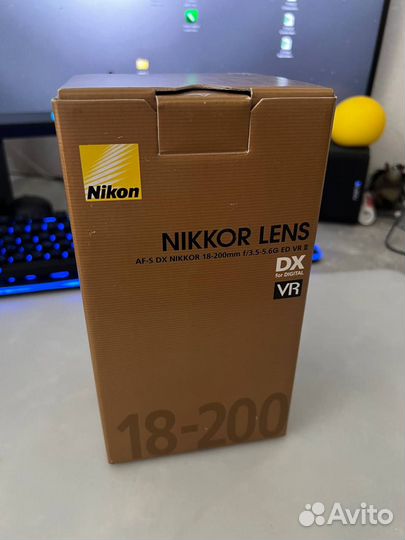 Nikon
NIKKOR LENS
AF-S DX NIKKOR 18-200mm f/3.5-5.6G ED VR II
DX
for DIGITAL
VR
18-200
Avito